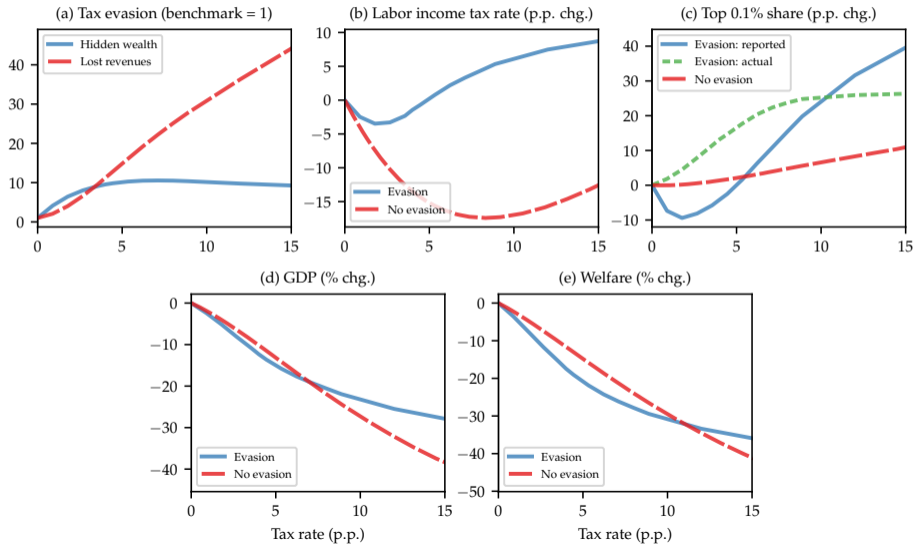 (a) Tax evasion (benchmark = 1)
Hidden wealth
Lost revenues
40
30
20
10
0
0
5
10
15
(b) Labor income tax rate (p.p. chg.)
10
5
0
−5
−10
−15
Evasion
No evasion
0
5
10
15
(c) Top 0.1% share (p.p. chg.)
Evasion: reported
Evasion: actual
No evasion
40
30
20
10
0
−10
0
5
10
15
(d) GDP (% chg.)
0
−10
−20
−30
−40
Evasion
No evasion
0
5
10
15
Tax rate (p.p.)
(e) Welfare (% chg.)
0
−10
−20
−30
−40
−50
Evasion
No evasion
0
5
10
15
Tax rate (p.p.)